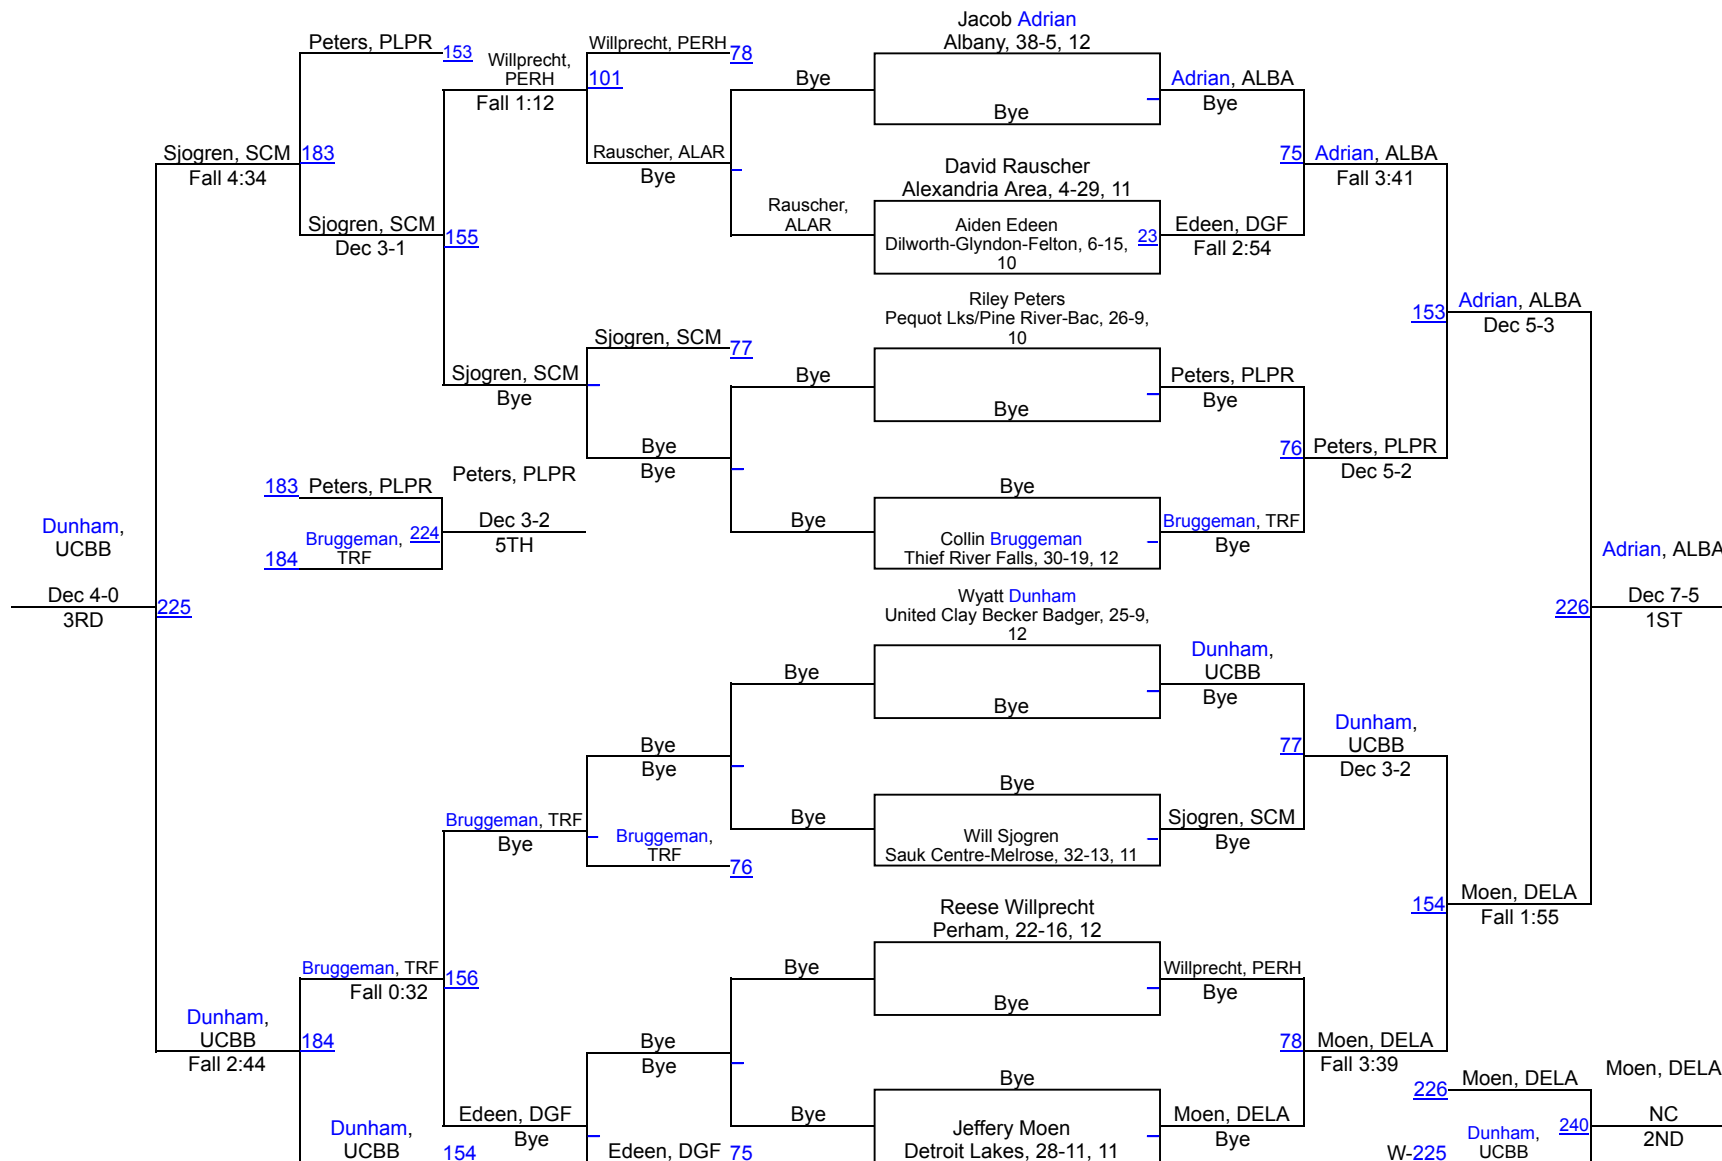 Jacob Adrian
Albany, 38-5, 12
Peters, PLPR
153
Willprecht,
PERH
Fall 1:12
Willprecht, PERH
78
101
Bye
Bye
Adrian, ALBA
Bye
Sjogren, SCM
183
Fall 4:34
Rauscher, ALAR
Bye
David Rauscher
Alexandria Area, 4-29, 11
75
Adrian, ALBA
Fall 3:41
Sjogren, SCM
155
Dec 3-1
Rauscher,
ALAR
Aiden Edeen
Dilworth-Glyndon-Felton, 6-15,
10
23
Edeen, DGF
Fall 2:54
Riley Peters
Pequot Lks/Pine River-Bac, 26-9,
10
153
Adrian, ALBA
Dec 5-3
Sjogren, SCM
77
Sjogren, SCM
Bye
Bye
Bye
Peters, PLPR
Bye
Bye
Bye
76
Peters, PLPR
Dec 5-2
183
Peters, PLPR
Peters, PLPR
Bye
Dunham,
UCBB
Bruggeman,
TRF
224
184
Dec 3-2
5TH
Bye
Collin Bruggeman
Thief River Falls, 30-19, 12
Bruggeman, TRF
Bye
Adrian, ALBA
Dec 4-0
3RD
225
Wyatt Dunham
United Clay Becker Badger, 25-9,
12
226
Dec 7-5
1ST
Bye
Bye
Dunham,
UCBB
Bye
Bye
Bye
77
Dunham,
UCBB
Dec 3-2
Bye
Bruggeman, TRF
Bye
Bruggeman,
TRF
76
Bye
Will Sjogren
Sauk Centre-Melrose, 32-13, 11
Sjogren, SCM
Bye
Reese Willprecht
Perham, 22-16, 12
154
Moen, DELA
Fall 1:55
Bruggeman, TRF
156
Fall 0:32
Bye
Bye
Willprecht, PERH
Bye
Dunham,
UCBB
184
Fall 2:44
Bye
Bye
78
Moen, DELA
Fall 3:39
Bye
226
Moen, DELA
Moen, DELA
Edeen, DGF
Bye
Bye
Jeffery Moen
Detroit Lakes, 28-11, 11
Moen, DELA
Bye
Dunham,
UCBB
154
Edeen, DGF
75
W-225
Dunham,
UCBB
240
NC
2ND